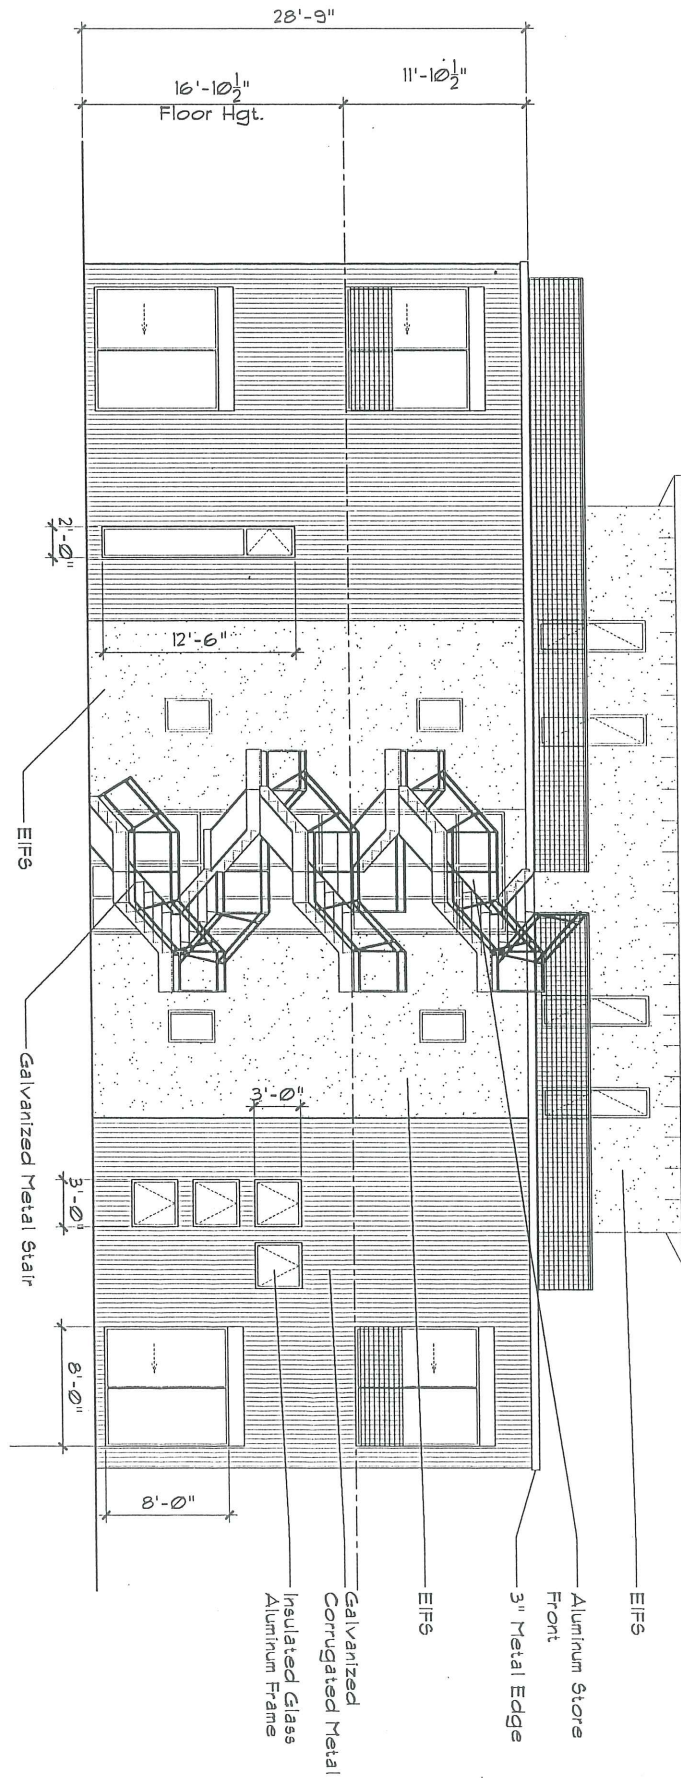 28'-9"
16'-10½"
Floor Hgt.
11'-10½"
2'-0"
12'-6"
EIFS
Galvanized Metal Stair
3'-0"
3'-0"
8'-0"
8'-0"
EIFS
Aluminum Store
Front
3" Metal Edge
EIFS
Galvanized
Corrugated Metal
Insulated Glass
Aluminum Frame